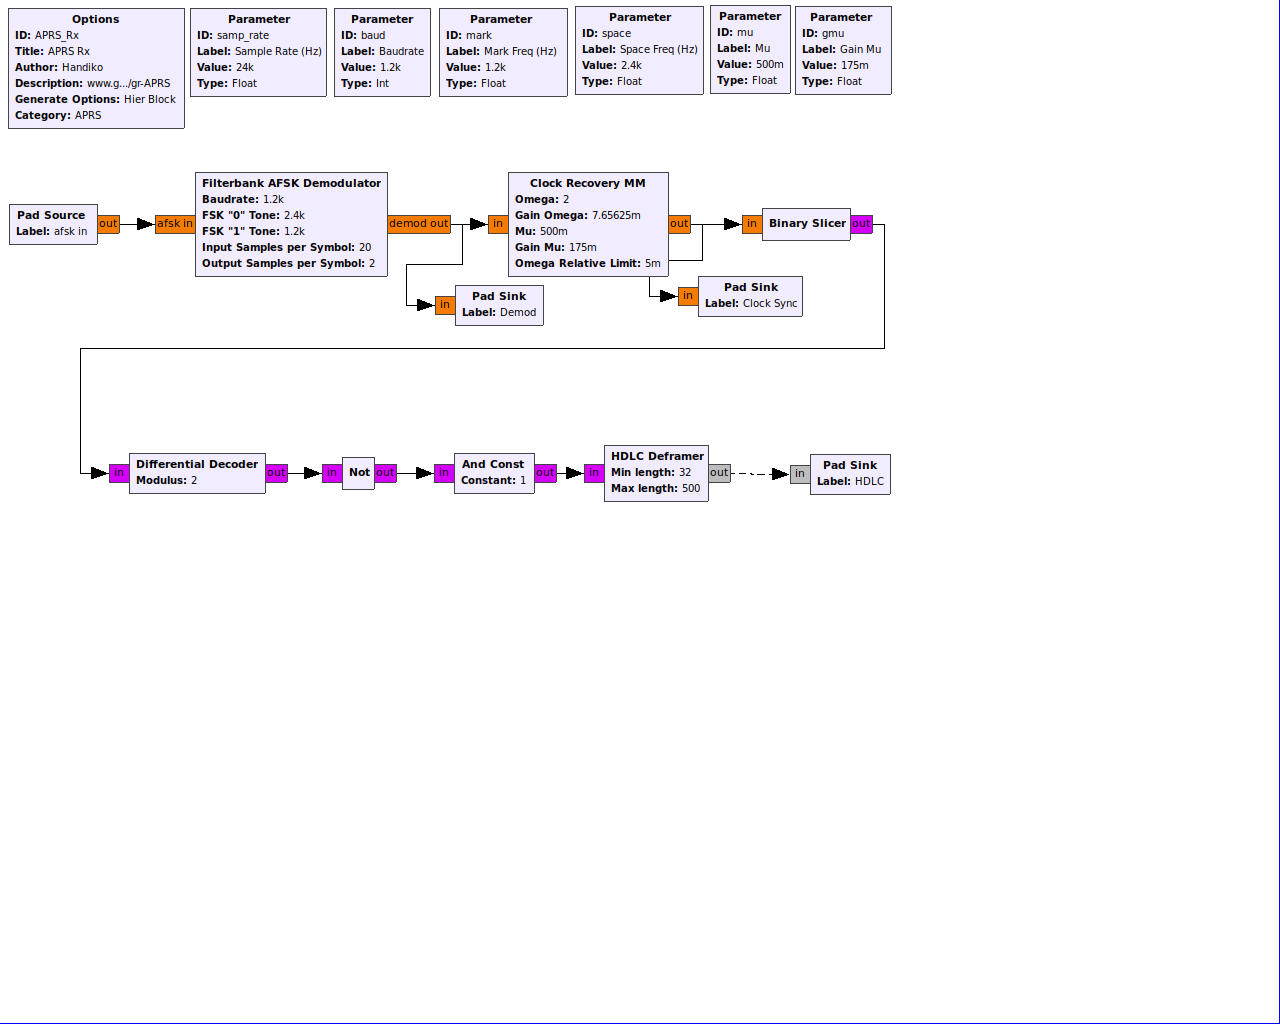 Options
ID: APRS_Rx
Title: APRS Rx
Author: Handiko
Description: www.g.../gr-APRS
Generate Options: Hier Block
Category: APRS
Parameter
ID: samp_rate
Label: Sample Rate (Hz)
Value: 24k
Type: Float
Parameter
ID: baud
Label: Baudrate
Value: 1.2k
Type: Int
Parameter
ID: mark
Label: Mark Freq (Hz)
Value: 1.2k
Type: Float
Parameter
ID: space
Label: Space Freq (Hz)
Value: 2.4k
Type: Float
Parameter
ID: mu
Label: Mu
Value: 500m
Type: Float
Parameter
ID: gmu
Label: Gain Mu
Value: 175m
Type: Float
Pad Source
Label: afsk in
out
afsk in
Filterbank AFSK Demodulator
Baudrate: 1.2k
FSK "0" Tone: 2.4k
FSK "1" Tone: 1.2k
Input Samples per Symbol: 20
Output Samples per Symbol: 2
demod out
in
Clock Recovery MM
Omega: 2
Gain Omega: 7.65625m
Mu: 500m
Gain Mu: 175m
Omega Relative Limit: 5m
out
in
Binary Slicer
out
in
Pad Sink
Label: Demod
in
Pad Sink
Label: Clock Sync
in
Differential Decoder
Modulus: 2
out
in
Not
out
in
And Const
Constant: 1
out
in
HDLC Deframer
Min length: 32
Max length: 500
out
in
Pad Sink
Label: HDLC